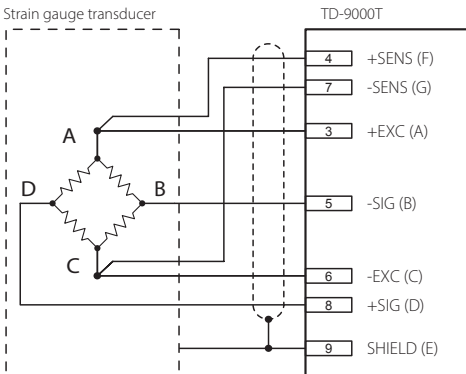 Strain gauge transducer
TD-9000T
4 +SENS (F)
7 -SENS (G)
A
3 +EXC (A)
D
B
5 -SIG (B)
C
6 -EXC (C)
8 +SIG (D)
9 SHIELD (E)